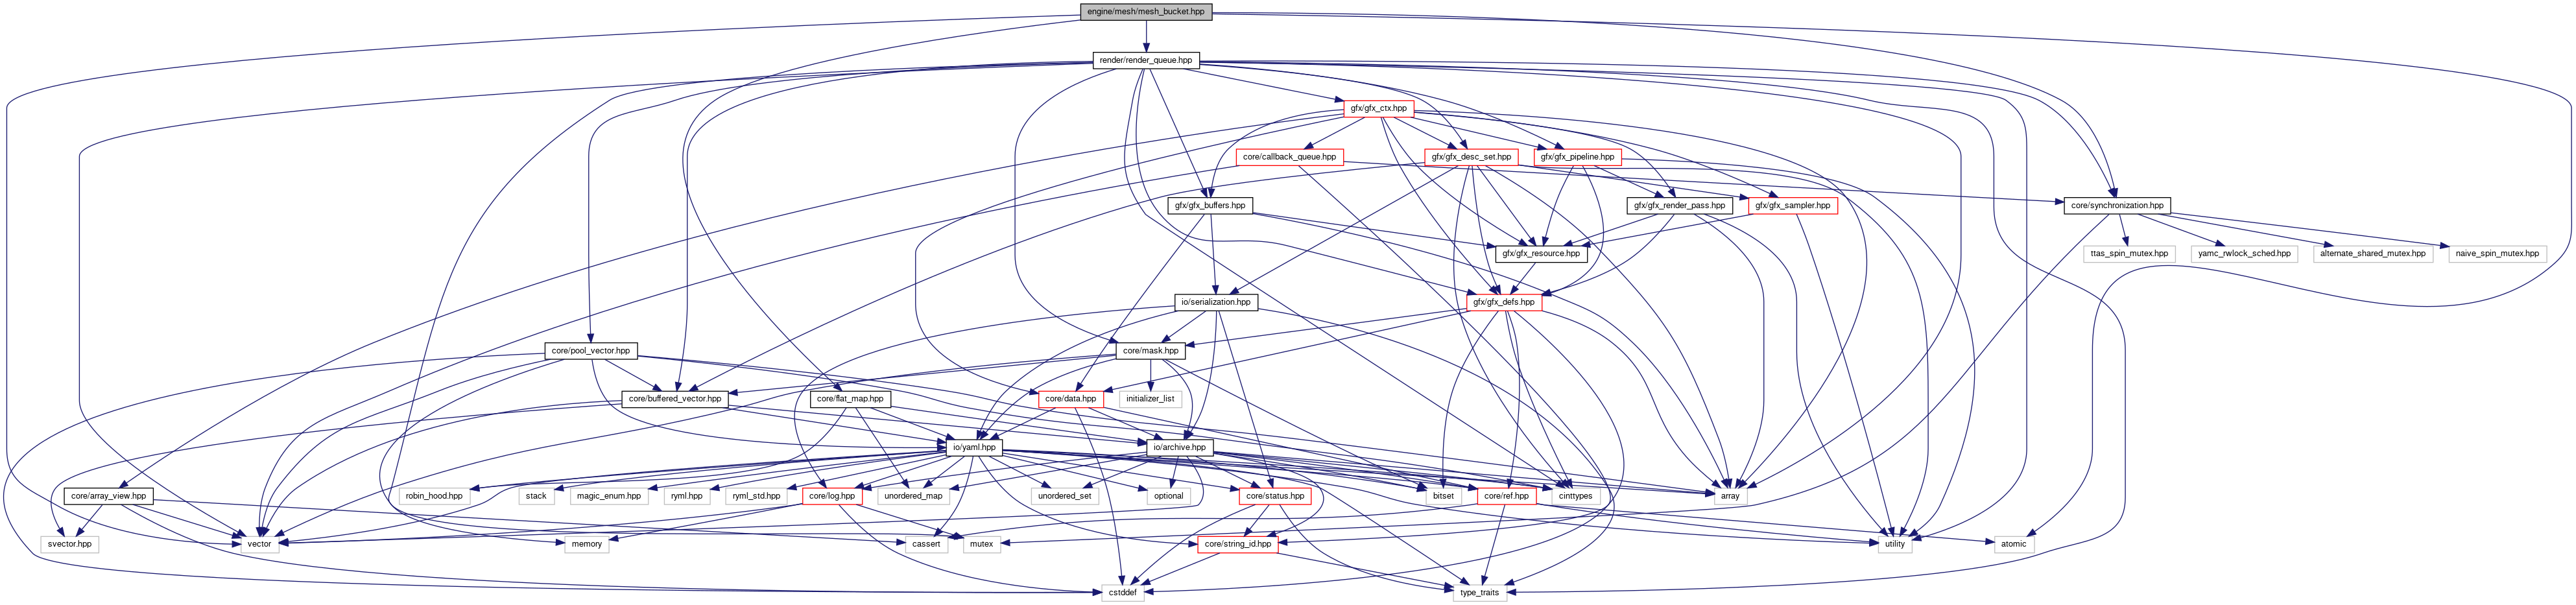 engine/mesh/mesh_bucket.hpp
render/render_queue.hpp
gfx/gfx_ctx.hpp
core/callback_queue.hpp
gfx/gfx_desc_set.hpp
gfx/gfx_pipeline.hpp
gfx/gfx_buffers.hpp
gfx/gfx_render_pass.hpp
gfx/gfx_sampler.hpp
core/synchronization.hpp
gfx/gfx_resource.hpp
ttas_spin_mutex.hpp
yamc_rwlock_sched.hpp
alternate_shared_mutex.hpp
naive_spin_mutex.hpp
io/serialization.hpp
gfx/gfx_defs.hpp
core/pool_vector.hpp
core/mask.hpp
core/buffered_vector.hpp
core/flat_map.hpp
core/data.hpp
initializer_list
io/yaml.hpp
io/archive.hpp
core/array_view.hpp
robin_hood.hpp
stack
magic_enum.hpp
ryml.hpp
ryml_std.hpp
core/log.hpp
unordered_map
unordered_set
optional
core/status.hpp
bitset
core/ref.hpp
cinttypes
array
svector.hpp
vector
memory
cassert
mutex
core/string_id.hpp
utility
atomic
cstddef
type_traits